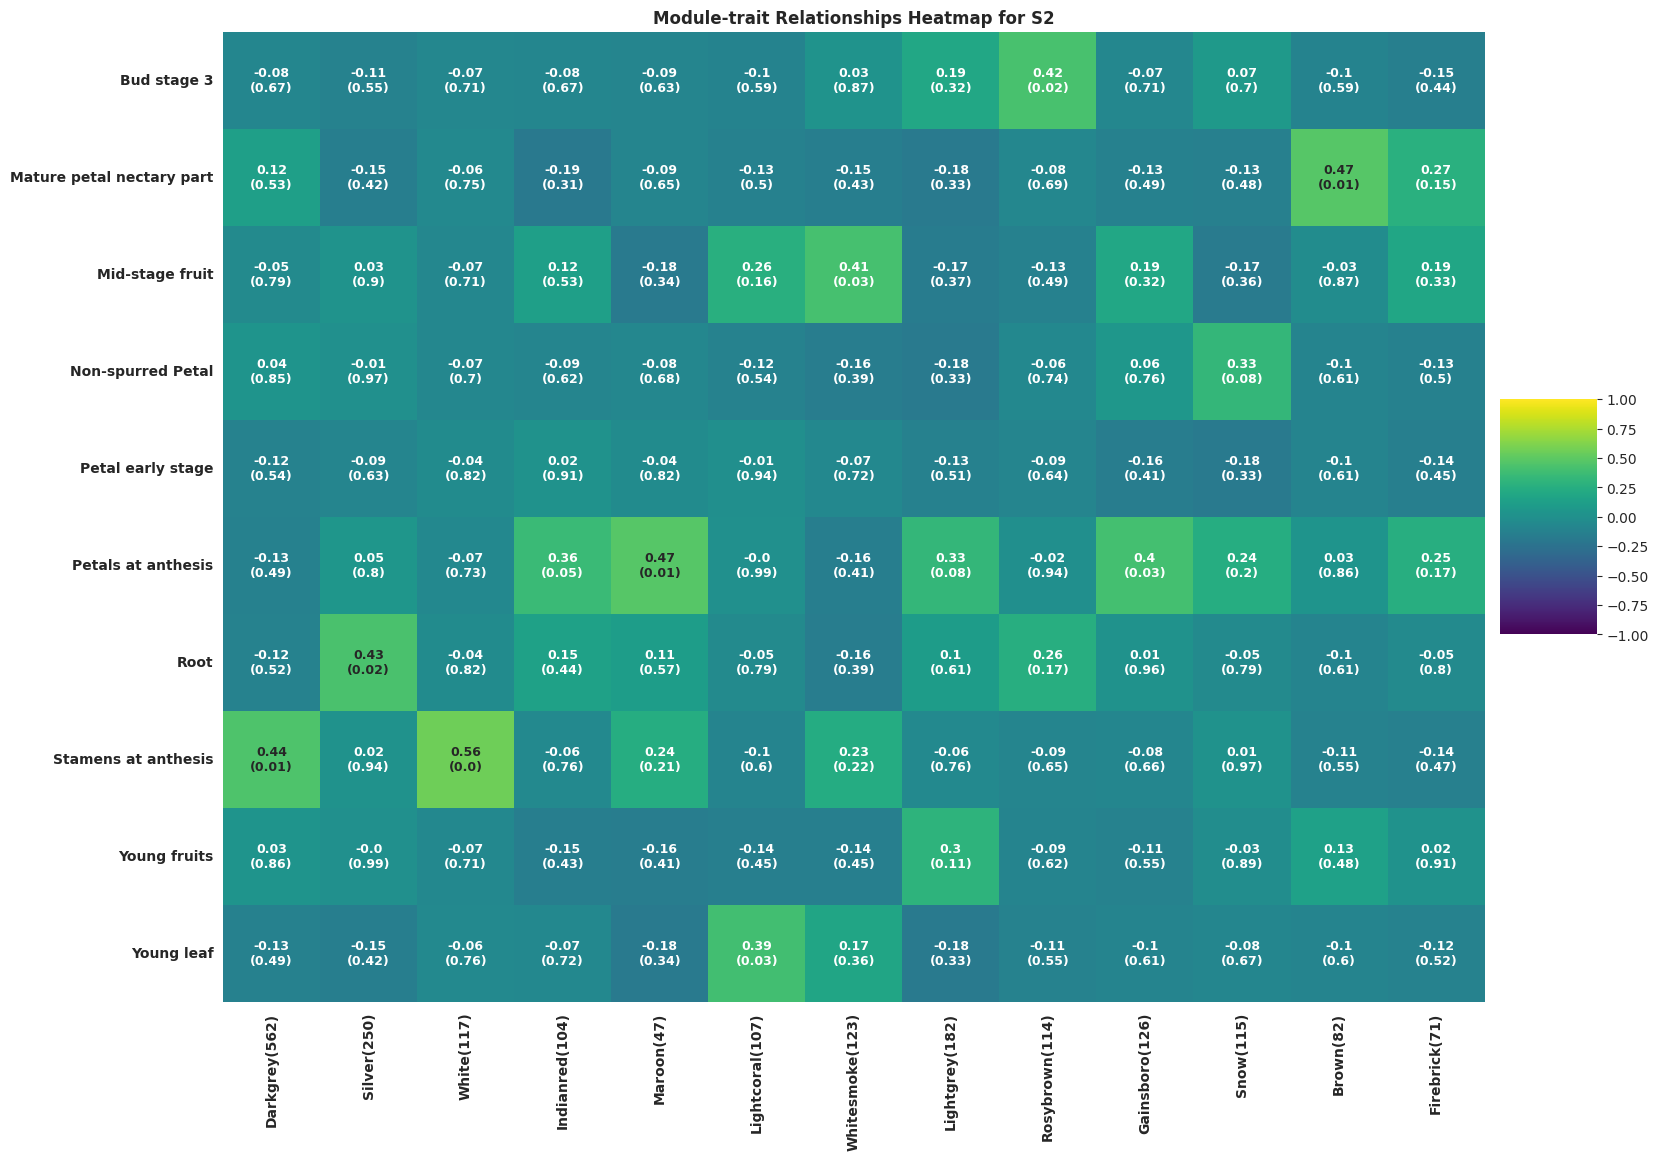 Module-trait Relationships Heatmap for S2
Bud stage 3
-0.08 -0.11 -0.07 -0.08 -0.09 -0.1 0.03 0.19 0.42 -0.07 0.07 -0.1 -0.15
(0.67) (0.55) (0.71) (0.67) (0.63) (0.59) (0.87) (0.32) (0.02) (0.71) (0.7) (0.59) (0.44)
Mature petal nectary part
0.12 -0.15 -0.06 -0.19 -0.09 -0.13 -0.15 -0.18 -0.08 -0.13 -0.13 0.47 0.27
(0.53) (0.42) (0.75) (0.31) (0.65) (0.5) (0.43) (0.33) (0.69) (0.49) (0.48) (0.01) (0.15)
Mid-stage fruit
-0.05 0.03 -0.07 0.12 -0.18 0.26 0.41 -0.17 -0.13 0.19 -0.17 -0.03 0.19
(0.79) (0.9) (0.71) (0.53) (0.34) (0.16) (0.03) (0.37) (0.49) (0.32) (0.36) (0.87) (0.33)
Non-spurred Petal
0.04 -0.01 -0.07 -0.09 -0.08 -0.12 -0.16 -0.18 -0.06 0.06 0.33 -0.1 -0.13
(0.85) (0.97) (0.7) (0.62) (0.68) (0.54) (0.39) (0.33) (0.74) (0.76) (0.08) (0.61) (0.5)
Petal early stage
-0.12 -0.09 -0.04 0.02 -0.04 -0.01 -0.07 -0.13 -0.09 -0.16 -0.18 -0.1 -0.14
(0.54) (0.63) (0.82) (0.91) (0.82) (0.94) (0.72) (0.51) (0.64) (0.41) (0.33) (0.61) (0.45)
Petals at anthesis
-0.13 0.05 -0.07 0.36 0.47 -0.0 -0.16 0.33 -0.02 0.4 0.24 0.03 0.25
(0.49) (0.8) (0.73) (0.05) (0.01) (0.99) (0.41) (0.08) (0.94) (0.03) (0.2) (0.86) (0.17)
Root
-0.12 0.43 -0.04 0.15 0.11 -0.05 -0.16 0.1 0.26 0.01 -0.05 -0.1 -0.05
(0.52) (0.02) (0.82) (0.44) (0.57) (0.79) (0.39) (0.61) (0.17) (0.96) (0.79) (0.61) (0.8)
Stamens at anthesis
0.44 0.02 0.56 -0.06 0.24 -0.1 0.23 -0.06 -0.09 -0.08 0.01 -0.11 -0.14
(0.01) (0.94) (0.0) (0.76) (0.21) (0.6) (0.22) (0.76) (0.65) (0.66) (0.97) (0.55) (0.47)
Young fruits
0.03 -0.0 -0.07 -0.15 -0.16 -0.14 -0.14 0.3 -0.09 -0.11 -0.03 0.13 0.02
(0.86) (0.99) (0.71) (0.43) (0.41) (0.45) (0.45) (0.11) (0.62) (0.55) (0.89) (0.48) (0.91)
Young leaf
-0.13 -0.15 -0.06 -0.07 -0.18 0.39 0.17 -0.18 -0.11 -0.1 -0.08 -0.1 -0.12
(0.49) (0.42) (0.76) (0.72) (0.34) (0.03) (0.36) (0.33) (0.55) (0.61) (0.67) (0.6) (0.52)
Darkgrey(562)
Silver(250)
White(117)
Indianred(104)
Maroon(47)
Lightcoral(107)
Whitesmoke(123)
Lightgrey(182)
Rosybrown(114)
Gainsboro(126)
Snow(115)
Brown(82)
Firebrick(71)
1.00
0.75
0.50
0.25
0.00
−0.25
−0.50
−0.75
−1.00